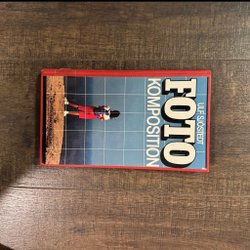 ULF SJÖSTEDT
FOTO
KOMPOSITION